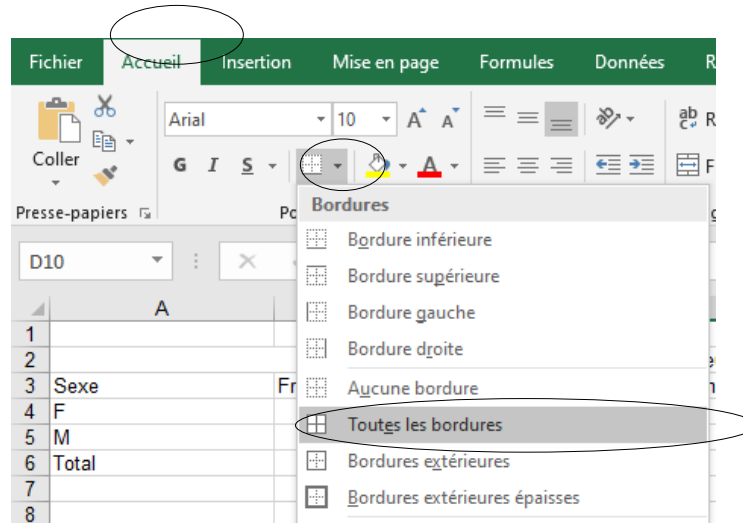 Fichier Accueil Insertion Mise en page Formules Données R
Arial 10 A A ab c R
Coller G I S A F
Presse-papiers Po
Bordures
D10
Bordure inférieure
Bordure supérieure
Bordure gauche
Bordure droite
Aucune bordure
Toutes les bordures
Bordures extérieures
Bordures extérieures épaisses
A
1
2
3 Sexe Fr
4 F
5 M
6 Total
7
8